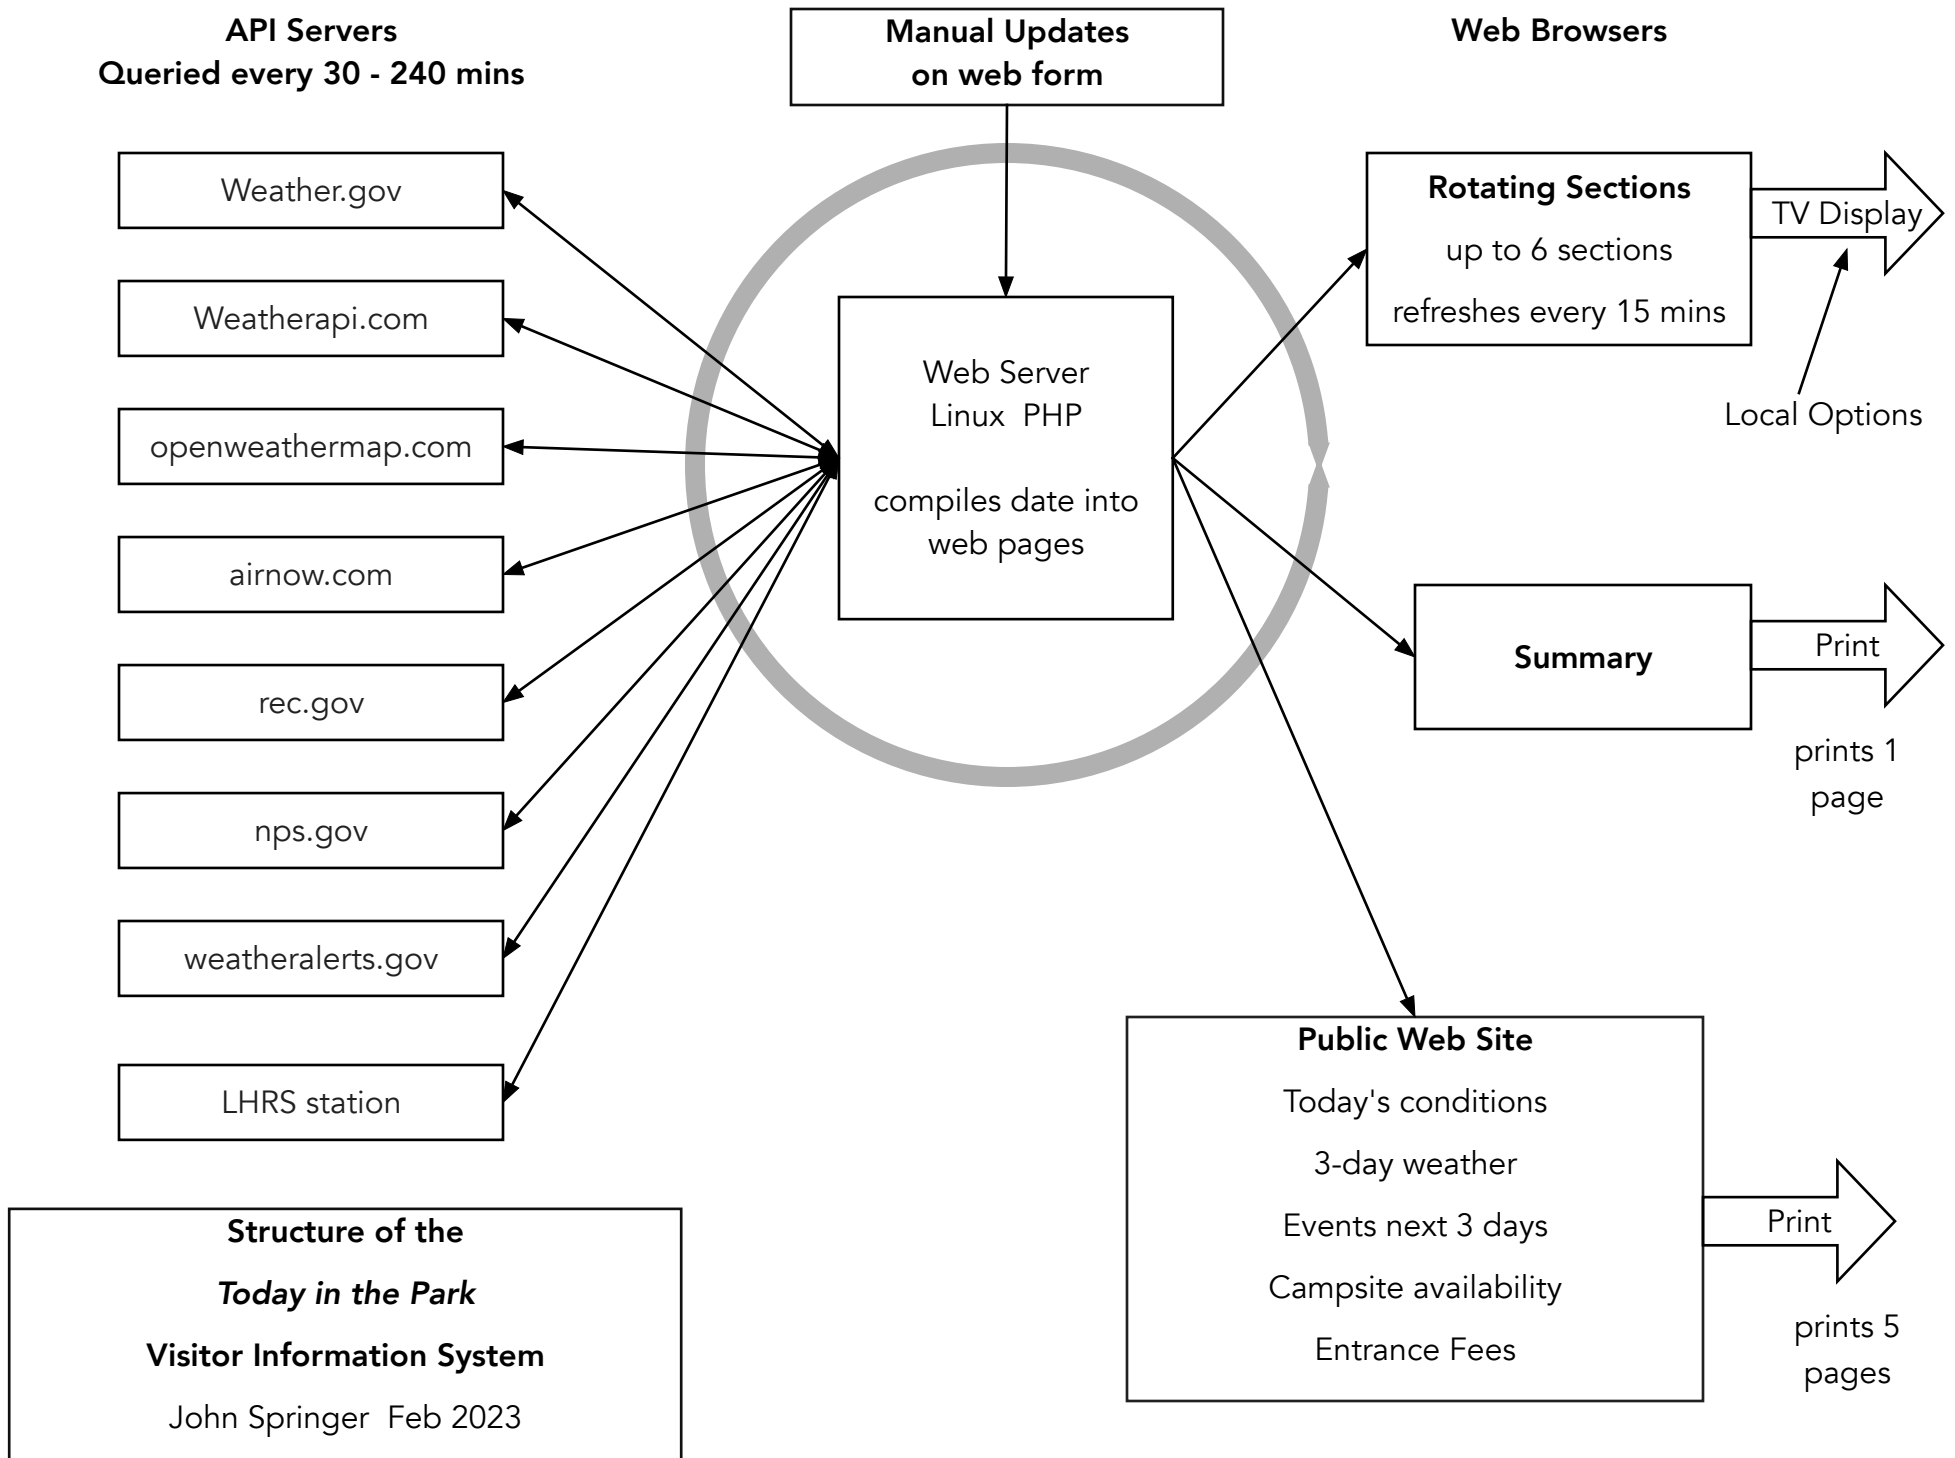 API Servers
Queried every 30 - 240 mins
Manual Updates
on web form
Web Browsers
Weather.gov
Weatherapi.com
openweathermap.com
airnow.com
rec.gov
nps.gov
weatheralerts.gov
LHRS station
Web Server
Linux  PHP
compiles date into
web pages
Rotating Sections
up to 6 sections
refreshes every 15 mins
TV Display
Local Options
Summary
Print
prints 1
page
Public Web Site
Today's conditions
3-day weather
Events next 3 days
Campsite availability
Entrance Fees
Print
prints 5
pages
Structure of the
Today in the Park
Visitor Information System
John Springer  Feb 2023